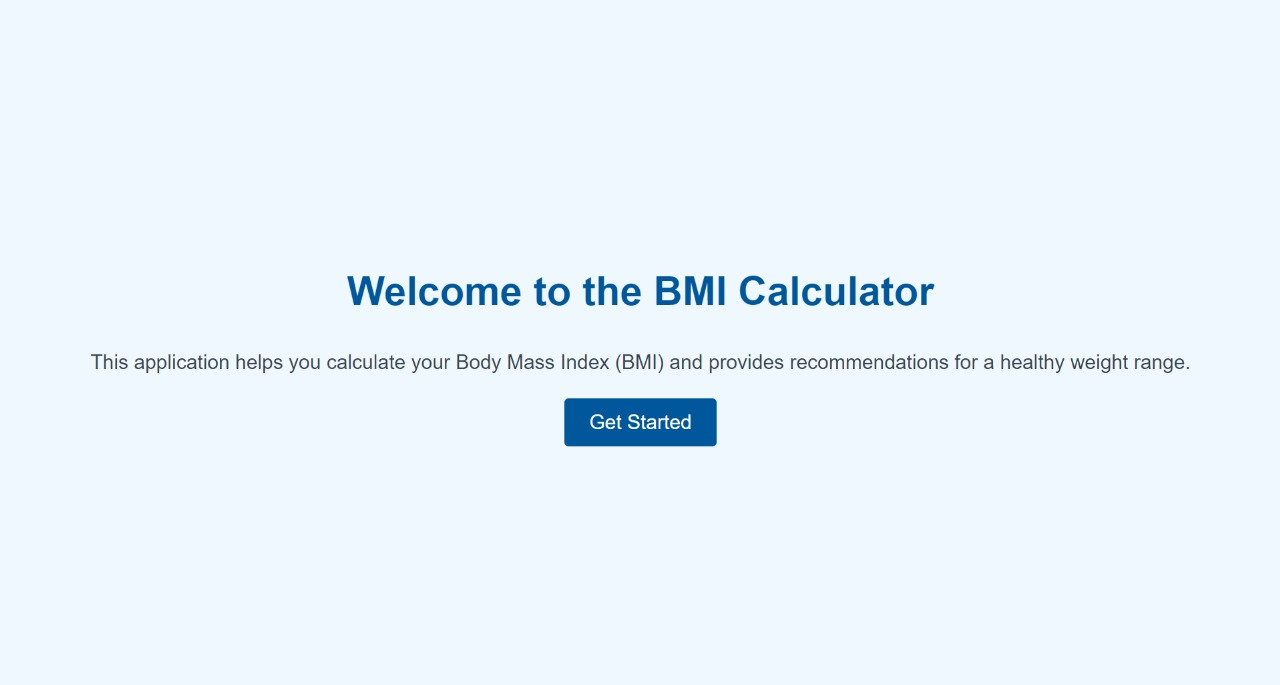 Welcome to the BMI Calculator
This application helps you calculate your Body Mass Index (BMI) and provides recommendations for a healthy weight range.
Get Started